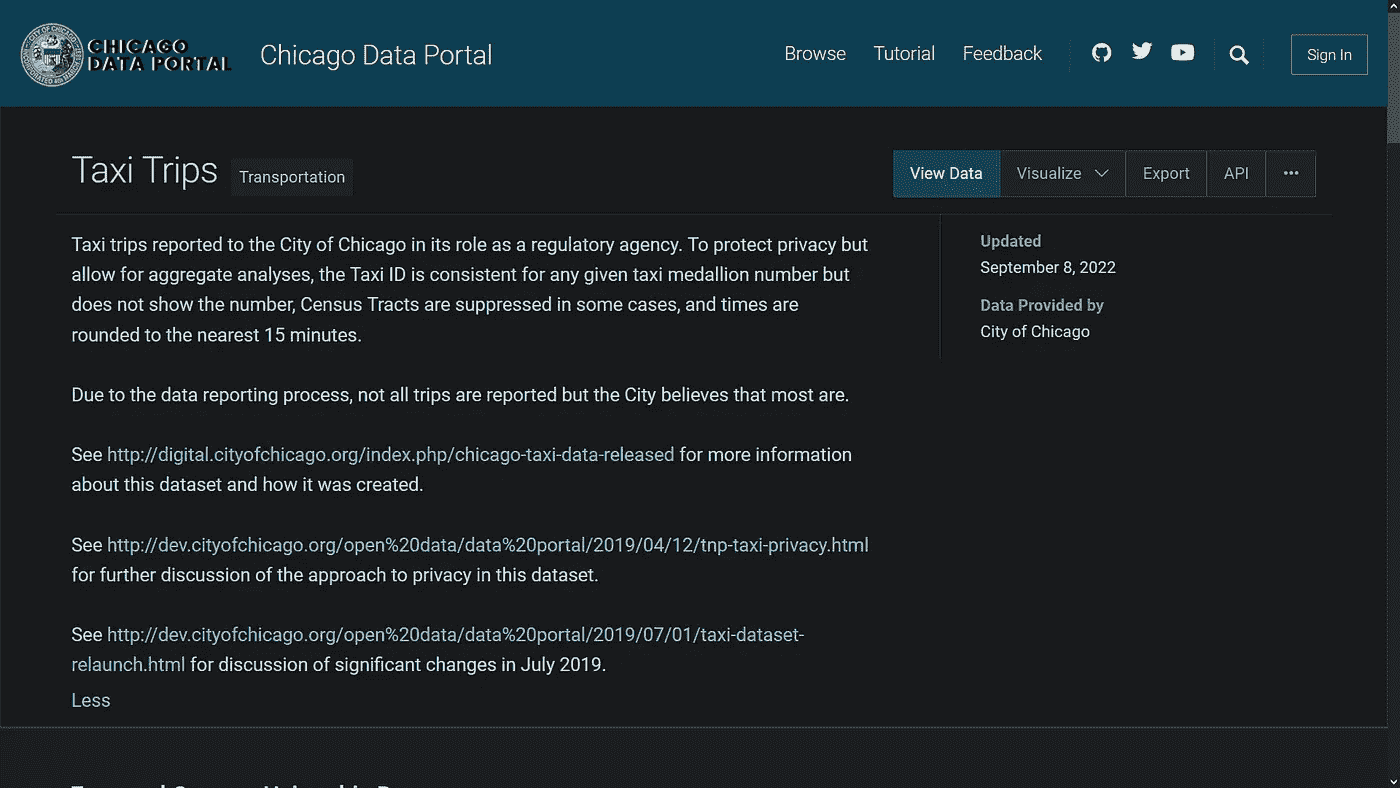 CHICAGO
DATA PORTAL
Chicago Data Portal
Browse
Tutorial
Feedback
Sign In
Taxi Trips
Transportation
View Data
Visualize
Export
API
Taxi trips reported to the City of Chicago in its role as a regulatory agency. To protect privacy but
allow for aggregate analyses, the Taxi ID is consistent for any given taxi medallion number but
does not show the number, Census Tracts are suppressed in some cases, and times are
rounded to the nearest 15 minutes.
Due to the data reporting process, not all trips are reported but the City believes that most are.
See http://digital.cityofchicago.org/index.php/chicago-taxi-data-released for more information
about this dataset and how it was created.
See http://dev.cityofchicago.org/open%20data/data%20portal/2019/04/12/tnp-taxi-privacy.html
for further discussion of the approach to privacy in this dataset.
See http://dev.cityofchicago.org/open%20data/data%20portal/2019/07/01/taxi-dataset-
relaunch.html for discussion of significant changes in July 2019.
Less
Updated
September 8, 2022
Data Provided by
City of Chicago